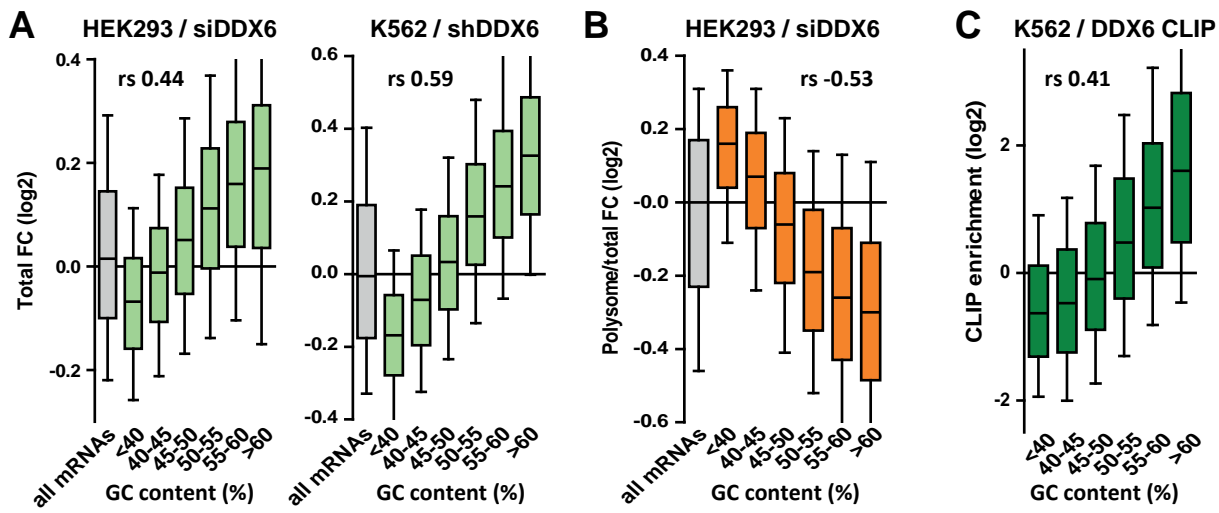 A
HEK293 / siDDX6
Total FC (log2)
0.4
0.2
0.0
-0.2
rs 0.44
all mRNAs
<40
40-45
45-50
50-55
55-60
>60
GC content (%)
K562 / shDDX6
0.6
0.4
0.2
0.0
-0.2
-0.4
rs 0.59
all mRNAs
<40
40-45
45-50
50-55
55-60
>60
GC content (%)
B
HEK293 / siDDX6
Polysome/total FC (log2)
0.4
0.2
-0.0
-0.2
-0.4
-0.6
rs -0.53
all mRNAs
<40
40-45
45-50
50-55
55-60
>60
GC content (%)
C
K562 / DDX6 CLIP
CLIP enrichment (log2)
2
0
-2
rs 0.41
<40
40-45
45-50
50-55
55-60
>60
GC content (%)